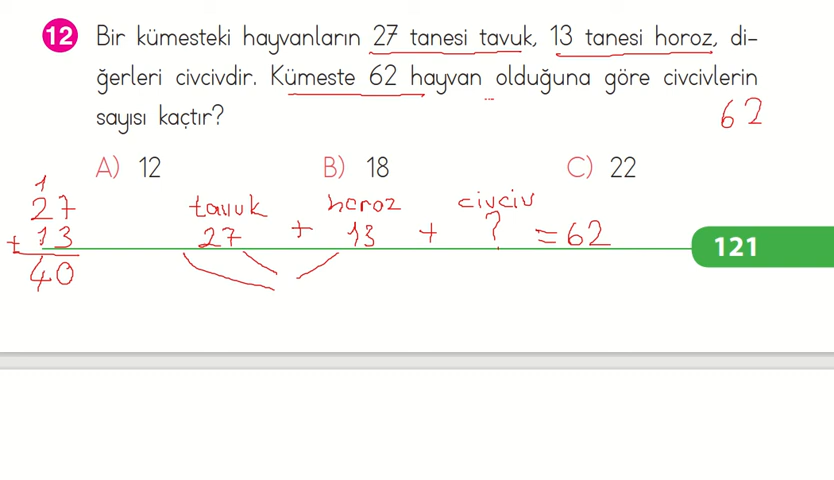 12 Bir kümesteki hayvanların 27 tanesi tavuk, 13 tanesi horoz, di-
ğerleri civcivdir. Kümeste 62 hayvan olduğuna göre civcivlerin
sayısı kaçtır?
62
A) 12 B) 18 C) 22
1
27
+ 13
40
tavuk horoz civciv
27 + 13 + ? = 62
121